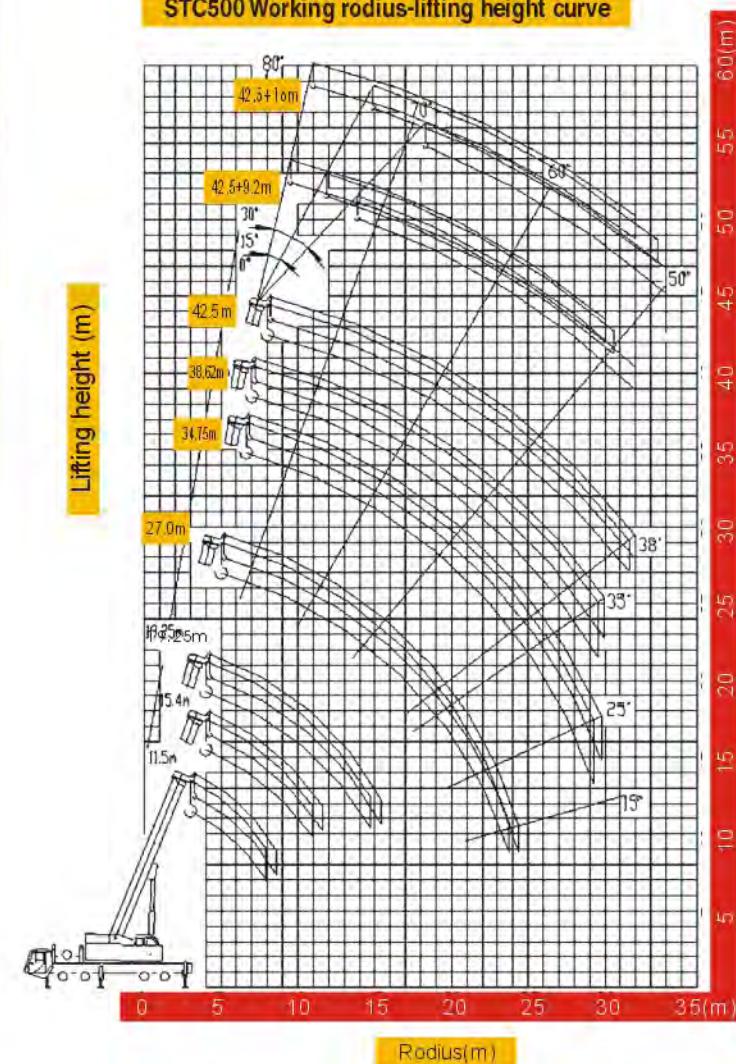 STC500 Working rodius-lifting height curve
80°
42.5+16m
70°
60°
42.5+9.2m
30°
15°
0°
50°
42.5m
38.62m
34.75m
27.0m
38°
33°
25°
15°
15.4m
11.5m
Lifting height (m)
60(m)
55
50
45
40
35
30
25
20
15
10
5
0 5 10 15 20 25 30 35(m)
Rodius(m)